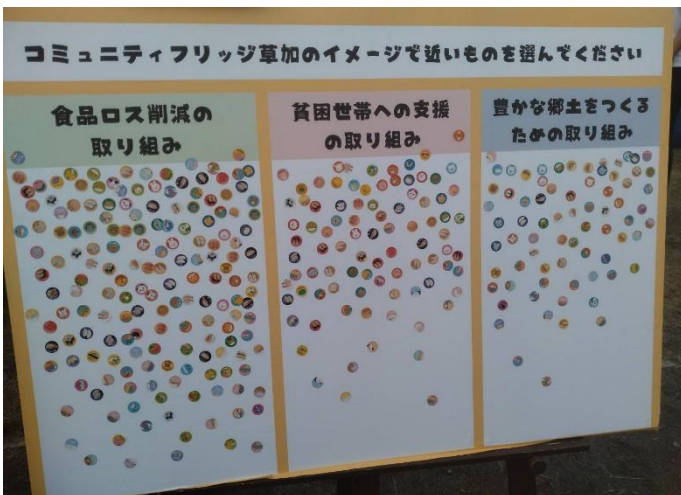 コミュニティフリッジ草加のイメージで近いものを選んでください
食品ロス削減の
取り組み
貧困世帯への支援
の取り組み
豊かな郷土をつくる
ための取り組み